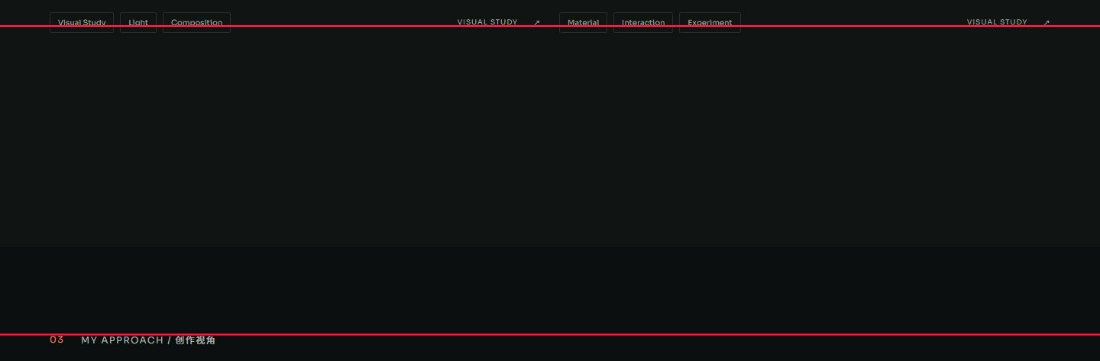 Visual Study Light Composition VISUAL STUDY ↗ Material Interaction Experiment VISUAL STUDY ↗
03 MY APPROACH / 创作视角